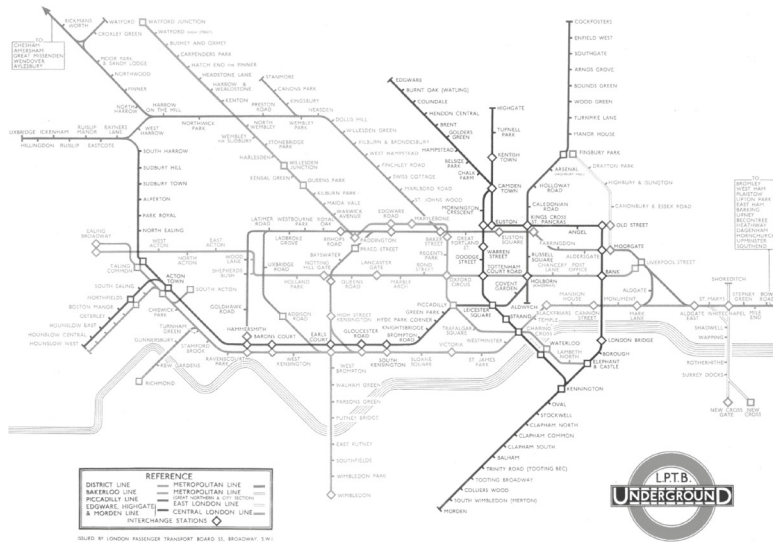 RICKMANSWORTH
WATFORD
CROXLEY GREEN
WATFORD JUNCTION
WATFORD (HIGH STREET)
BUSHEY AND OXHEY
CARPENDERS PARK
HATCH END FOR PINNER
HEADSTONE LANE
HARROW & WEALDSTONE
KENTON
TO
CHESHAM
AMERSHAM
GREAT MISSENDEN
WENDOVER
AYLESBURY
MOOR PARK & SANDY LODGE
NORTHWOOD
PINNER
NORTH HARROW
HARROW ON THE HILL
NORTHWICK PARK
PRESTON ROAD
STANMORE
CANONS PARK
KINGSBURY
WEMBLEY PARK
NEASDEN
DOLLIS HILL
WILLESDEN GREEN
KILBURN & BRONDESBURY
WEST HAMPSTEAD
FINCHLEY ROAD
SWISS COTTAGE
MARLBORO ROAD
ST. JOHNS WOOD
UXBRIDGE
ICKENHAM
RUISLIP MANOR
RAYNERS LANE
WEST HARROW
HILLINGDON
RUISLIP
EASTCOTE
NORTH WEMBLEY
WEMBLEY FOR SUDBURY
STONEBRIDGE PARK
HARLESDEN
WILLESDEN JUNCTION
KENSAL GREEN
QUEENS PARK
KILBURN PARK
MAIDA VALE
WARWICK AVENUE
SOUTH HARROW
SUDBURY HILL
SUDBURY TOWN
ALPERTON
PARK ROYAL
NORTH EALING
EALING BROADWAY
WEST ACTON
NORTH ACTON
EAST ACTON
WOOD LANE
SHEPHERDS BUSH
EALING COMMON
ACTON TOWN
SOUTH EALING
NORTHFIELDS
BOSTON MANOR
OSTERLEY
HOUNSLOW EAST
HOUNSLOW CENTRAL
HOUNSLOW WEST
SOUTH ACTON
CHISWICK PARK
TURNHAM GREEN
GUNNERSBURY
KEW GARDENS
RICHMOND
STAMFORD BROOK
RAVENSCOURT PARK
GOLDHAWK ROAD
HAMMERSMITH
BARONS COURT
WEST KENSINGTON
EARLS COURT
LATIMER ROAD
WESTBOURNE PARK
ROYAL OAK
LADBROKE GROVE
BISHOPS ROAD
PADDINGTON
PRAED STREET
EDGWARE ROAD
MARYLEBONE
BAKER STREET
BAYSWATER
UXBRIDGE ROAD
NOTTING HILL GATE
HOLLAND PARK
QUEENS ROAD
LANCASTER GATE
MARBLE ARCH
BOND STREET
OXFORD CIRCUS
REGENTS PARK
GREAT PORTLAND
ADDISON ROAD
HIGH STREET KENSINGTON
GLOUCESTER ROAD
SOUTH KENSINGTON
BROMPTON ROAD
KNIGHTSBRIDGE
HYDE PARK CORNER
GREEN PARK
PICCADILLY
SLOANE SQUARE
VICTORIA
ST. JAMES PARK
WESTMINSTER
TRAFALGAR SQUARE
CHARING CROSS
WEST BROMPTON
WALHAM GREEN
PARSONS GREEN
PUTNEY BRIDGE
EAST PUTNEY
SOUTHFIELDS
WIMBLEDON PARK
WIMBLEDON
EDGWARE
BURNT OAK (WATLING)
COLINDALE
HENDON CENTRAL
BRENT
GOLDERS GREEN
HAMPSTEAD
BELSIZE PARK
CHALK FARM
HIGHGATE
TUFNELL PARK
KENTISH TOWN
CAMDEN TOWN
MORNINGTON CRESCENT
EUSTON
EUSTON SQUARE
WARREN STREET
GOODGE STREET
TOTTENHAM COURT ROAD
COVENT GARDEN
LEICESTER SQUARE
STRAND
COCKFOSTERS
ENFIELD WEST
SOUTHGATE
ARNOS GROVE
BOUNDS GREEN
WOOD GREEN
TURNPIKE LANE
MANOR HOUSE
FINSBURY PARK
ARSENAL
DRAYTON PARK
HIGHBURY & ISLINGTON
CANONBURY & ESSEX ROAD
HOLLOWAY ROAD
CALEDONIAN ROAD
KINGS CROSS ST. PANCRAS
ANGEL
OLD STREET
MOORGATE
FARRINGDON
ALDERSGATE
RUSSELL SQUARE
CHANCERY LANE
POST OFFICE
BANK
LIVERPOOL STREET
HOLBORN
ALDWYCH
TEMPLE
BLACKFRIARS
MANSION HOUSE
CANNON STREET
MONUMENT
MARK LANE
ALDGATE
ALDGATE EAST
ST. MARYS
WHITECHAPEL
SHOREDITCH
STEPNEY GREEN
MILE END
BOW ROAD
SHADWELL
WAPPING
ROTHERHITHE
SURREY DOCKS
NEW CROSS GATE
NEW CROSS
TO
BROMLEY
WEST HAM
PLAISTOW
UPTON PARK
EAST HAM
BARKING
UPNEY
BECONTREE
HEATHWAY
DAGENHAM
HORNCHURCH
UPMINSTER
SOUTHEND
WATERLOO
LAMBETH NORTH
LONDON BRIDGE
BOROUGH
ELEPHANT & CASTLE
KENNINGTON
OVAL
STOCKWELL
CLAPHAM NORTH
CLAPHAM COMMON
CLAPHAM SOUTH
BALHAM
TRINITY ROAD (TOOTING BEC)
TOOTING BROADWAY
COLLIERS WOOD
SOUTH WIMBLEDON (MERTON)
MORDEN
REFERENCE
DISTRICT LINE
BAKERLOO LINE
PICCADILLY LINE
EDGWARE, HIGHGATE & MORDEN LINE
METROPOLITAN LINE
METROPOLITAN LINE
(GREAT NORTHERN & CITY SECTION)
EAST LONDON LINE
CENTRAL LONDON LINE
INTERCHANGE STATIONS
ISSUED BY LONDON PASSENGER TRANSPORT BOARD 55, BROADWAY, S.W.1
L.P.T.B.
UNDERGROUND